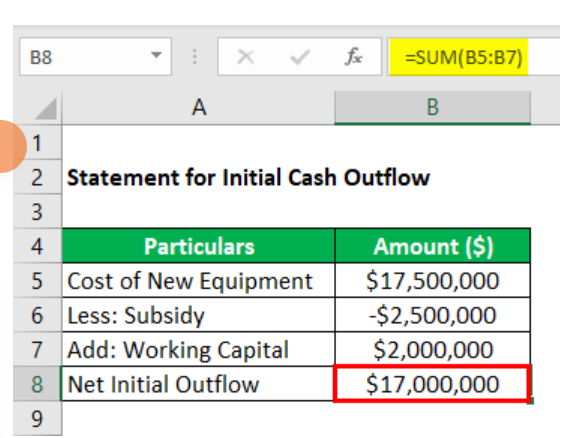 B8 fx =SUM(B5:B7)
A B
1
2 Statement for Initial Cash Outflow
3
4 Particulars Amount ($)
5 Cost of New Equipment $17,500,000
6 Less: Subsidy -$2,500,000
7 Add: Working Capital $2,000,000
8 Net Initial Outflow $17,000,000
9